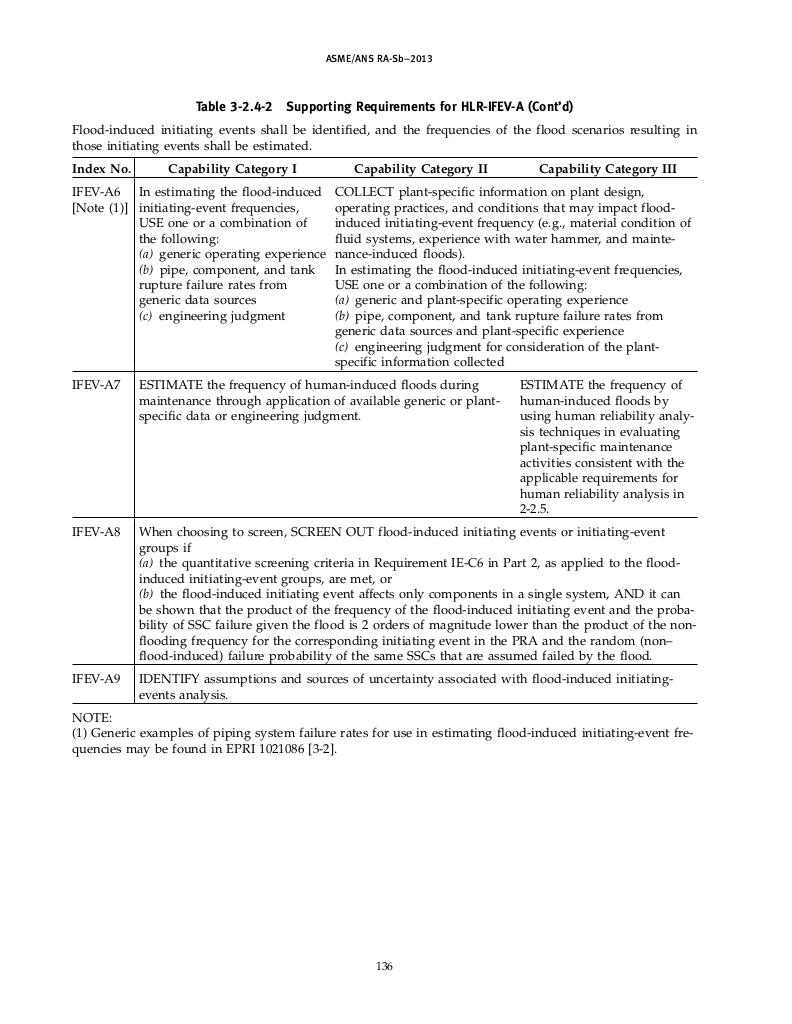 ASME/ANS RA-Sb–2013
Table 3-2.4-2 Supporting Requirements for HLR-IFEV-A (Cont'd)
Flood-induced initiating events shall be identified, and the frequencies of the flood scenarios resulting in
those initiating events shall be estimated.
Index No. Capability Category I Capability Category II Capability Category III
IFEV-A6
[Note (1)]
In estimating the flood-induced
initiating-event frequencies,
USE one or a combination of
the following:
(a) generic operating experience
(b) pipe, component, and tank
rupture failure rates from
generic data sources
(c) engineering judgment
COLLECT plant-specific information on plant design,
operating practices, and conditions that may impact flood-
induced initiating-event frequency (e.g., material condition of
fluid systems, experience with water hammer, and mainte-
nance-induced floods).
In estimating the flood-induced initiating-event frequencies,
USE one or a combination of the following:
(a) generic and plant-specific operating experience
(b) pipe, component, and tank rupture failure rates from
generic data sources and plant-specific experience
(c) engineering judgment for consideration of the plant-
specific information collected
IFEV-A7
ESTIMATE the frequency of human-induced floods during
maintenance through application of available generic or plant-
specific data or engineering judgment.
ESTIMATE the frequency of
human-induced floods by
using human reliability analy-
sis techniques in evaluating
plant-specific maintenance
activities consistent with the
applicable requirements for
human reliability analysis in
2-2.5.
IFEV-A8
When choosing to screen, SCREEN OUT flood-induced initiating events or initiating-event
groups if
(a) the quantitative screening criteria in Requirement IE-C6 in Part 2, as applied to the flood-
induced initiating-event groups, are met, or
(b) the flood-induced initiating event affects only components in a single system, AND it can
be shown that the product of the frequency of the flood-induced initiating event and the proba-
bility of SSC failure given the flood is 2 orders of magnitude lower than the product of the non-
flooding frequency for the corresponding initiating event in the PRA and the random (non–
flood-induced) failure probability of the same SSCs that are assumed failed by the flood.
IFEV-A9
IDENTIFY assumptions and sources of uncertainty associated with flood-induced initiating-
events analysis.
NOTE:
(1) Generic examples of piping system failure rates for use in estimating flood-induced initiating-event fre-
quencies may be found in EPRI 1021086 [3-2].
136